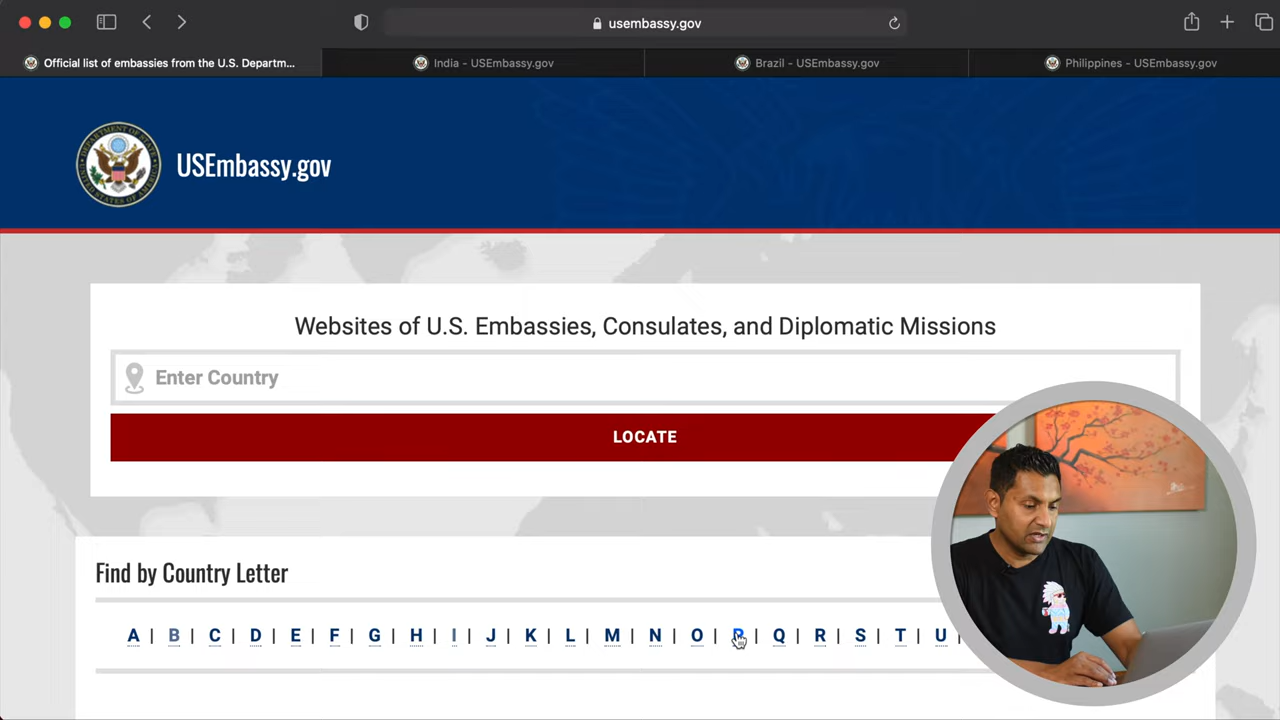 usembassy.gov
Official list of embassies from the U.S. Departm...
India - USEmbassy.gov
Brazil - USEmbassy.gov
Philippines - USEmbassy.gov
USEmbassy.gov
Websites of U.S. Embassies, Consulates, and Diplomatic Missions
Enter Country
LOCATE
Find by Country Letter
A | B | C | D | E | F | G | H | I | J | K | L | M | N | O | P | Q | R | S | T | U |